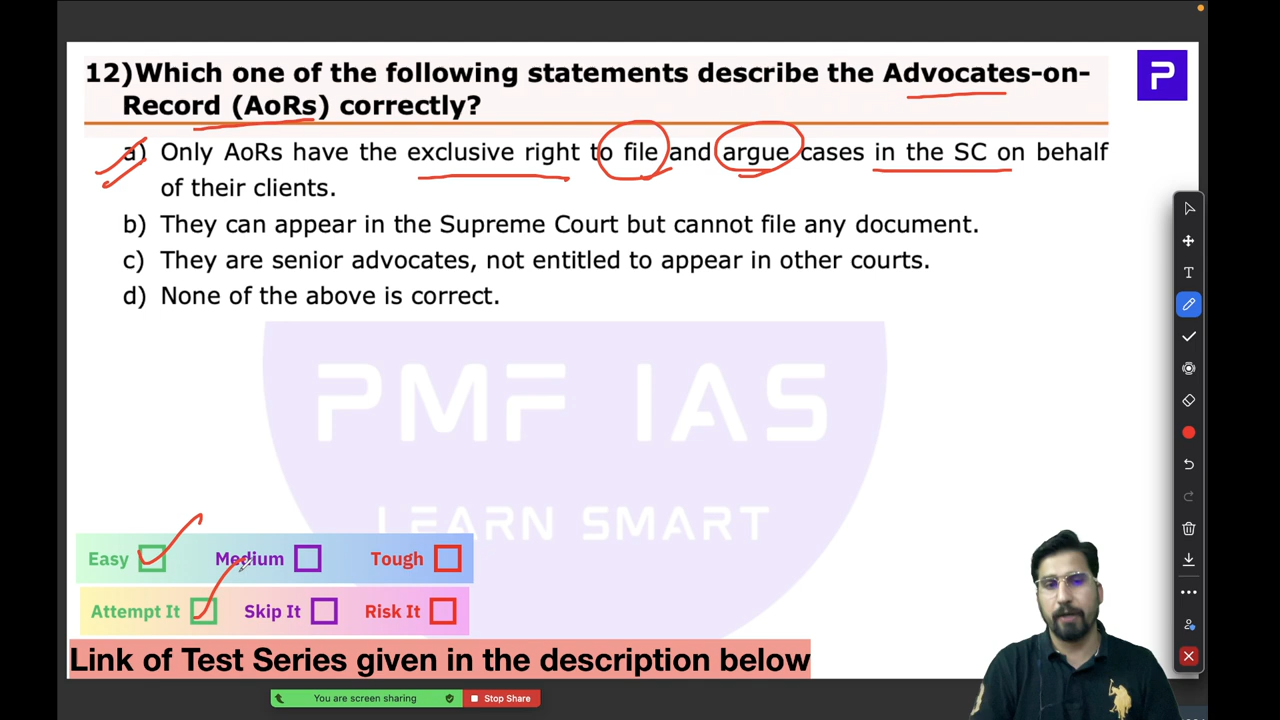 12)Which one of the following statements describe the Advocates-on-
Record (AoRs) correctly?
P
a) Only AoRs have the exclusive right to file and argue cases in the SC on behalf
of their clients.
b) They can appear in the Supreme Court but cannot file any document.
c) They are senior advocates, not entitled to appear in other courts.
d) None of the above is correct.
PMF IAS
LEARN SMART
Easy Medium Tough
Attempt It Skip It Risk It
Link of Test Series given in the description below
You are screen sharing Stop Share
T